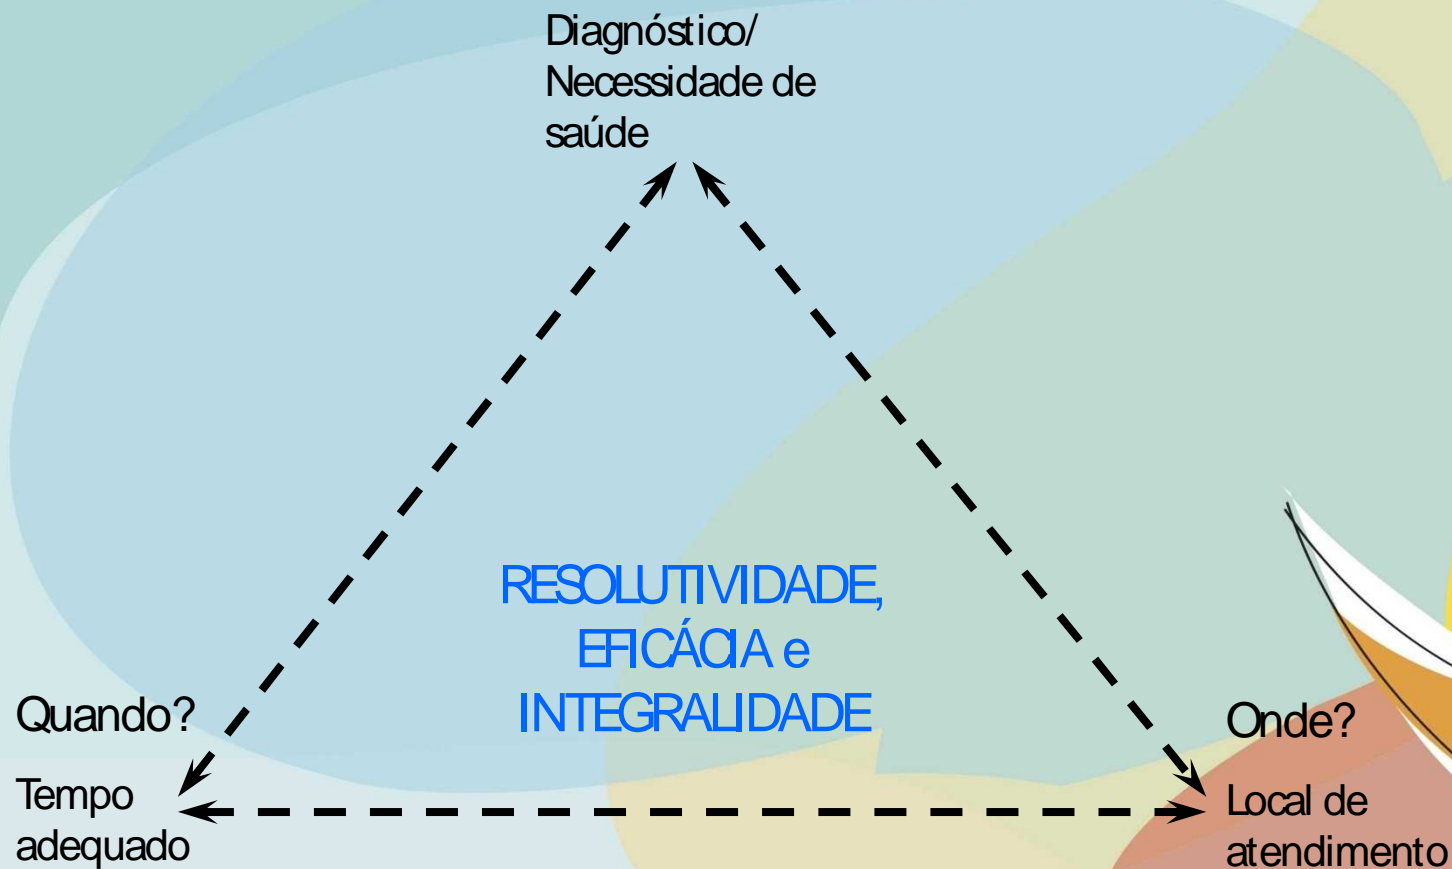 Diagnóstico/
Necessidade de
saúde
RESOLUTIVIDADE,
EFICÁCIA e
INTEGRALIDADE
Quando?
Tempo
adequado
Onde?
Local de
atendimento